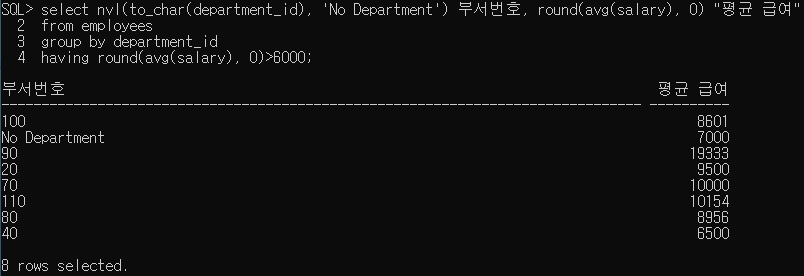 SQL> select nvl(to_char(department_id), 'No Department') 부서번호, round(avg(salary), 0) "평균 급여"
2 from employees
3 group by department_id
4 having round(avg(salary), 0)>6000;
부서번호 평균 급여
-------------------------------------------------------------------------------- ----------
100 8601
No Department 7000
90 19333
20 9500
70 10000
110 10154
80 8956
40 6500
8 rows selected.